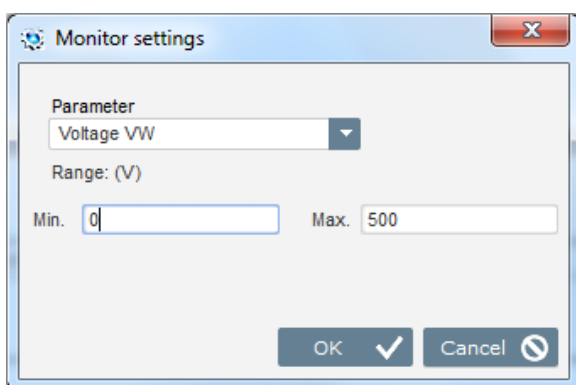 Monitor settings
Parameter
Voltage VW
Range: (V)
Min. 0 Max. 500
OK Cancel